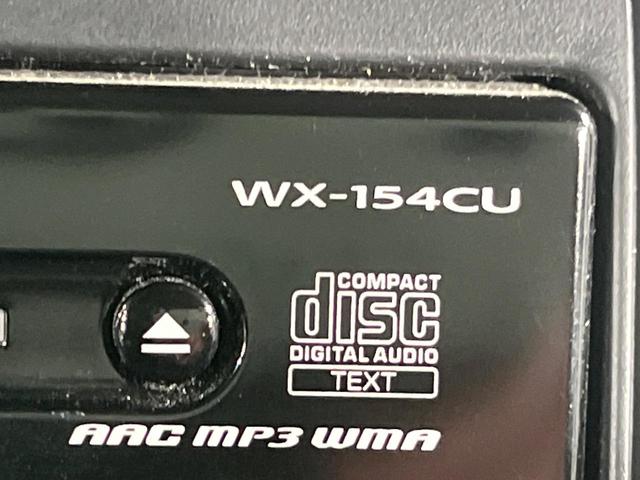 WX-154CU
COMPACT
disc
DIGITAL AUDIO
TEXT
AAC MP3 WMA